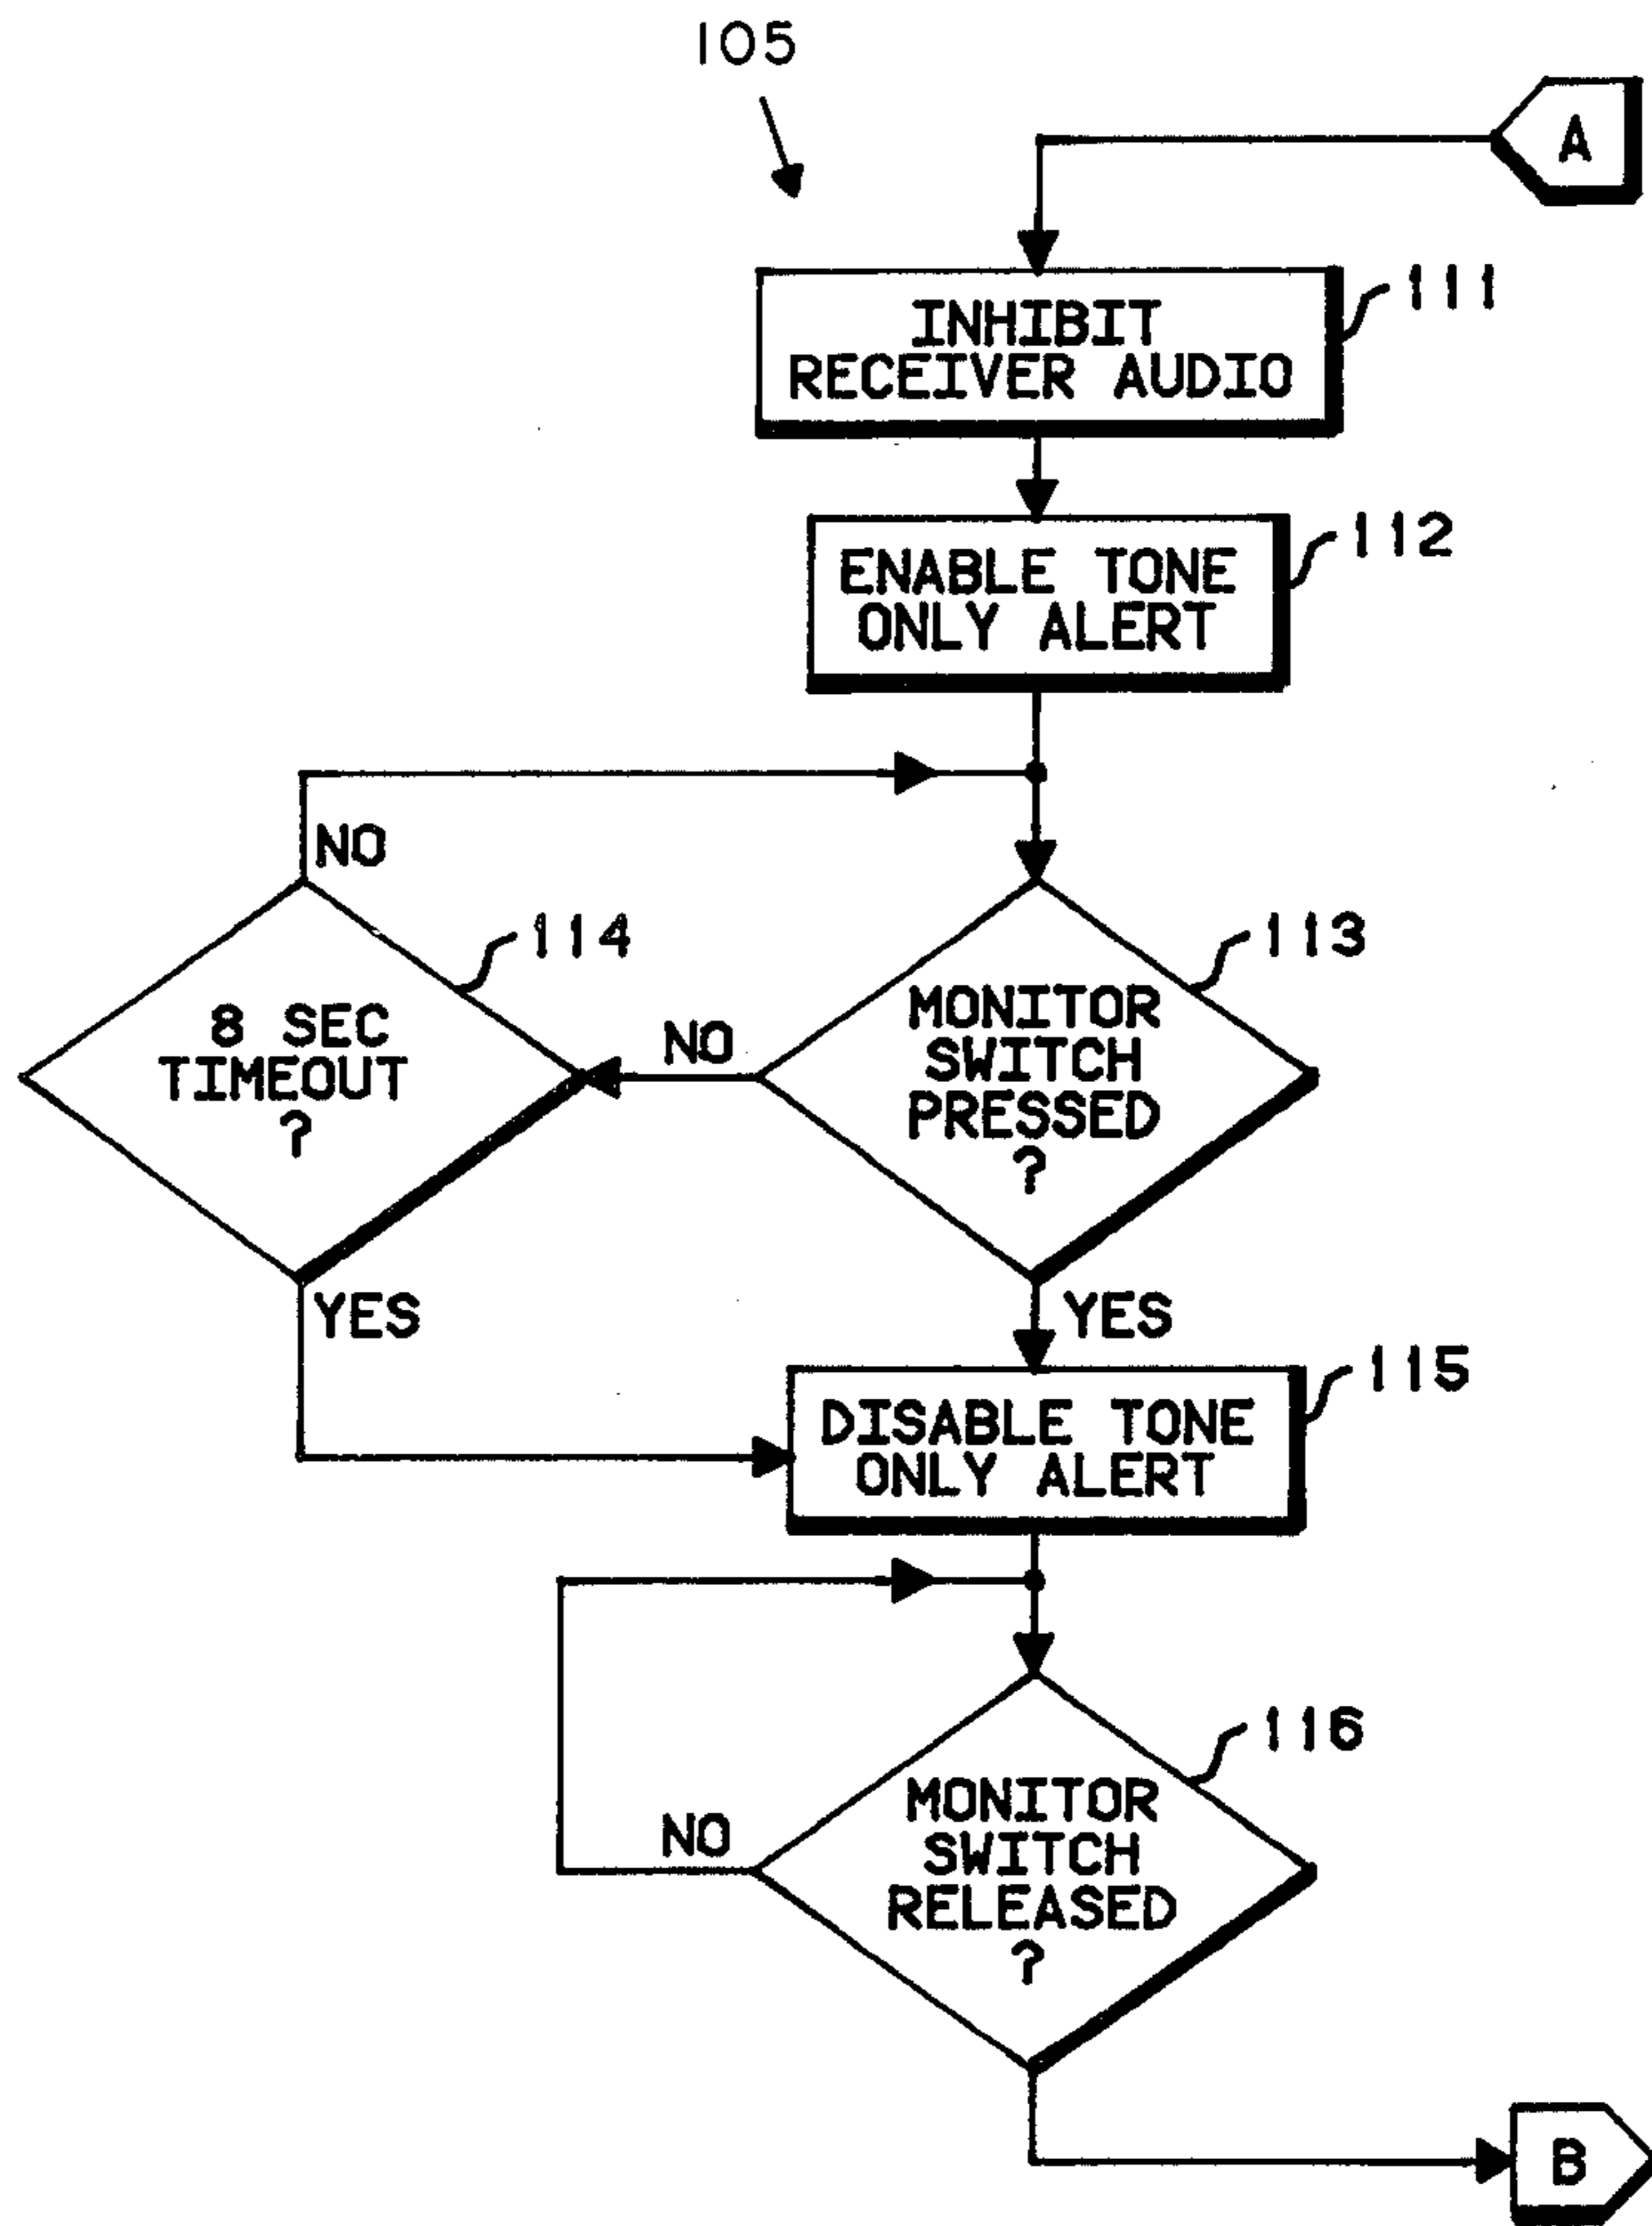 105
A
INHIBIT
RECEIVER AUDIO
111
ENABLE TONE
ONLY ALERT
112
NO
114
8 SEC
TIMEOUT
?
NO
113
MONITOR
SWITCH
PRESSED
?
YES
YES
115
DISABLE TONE
ONLY ALERT
116
MONITOR
SWITCH
RELEASED
?
NO
B